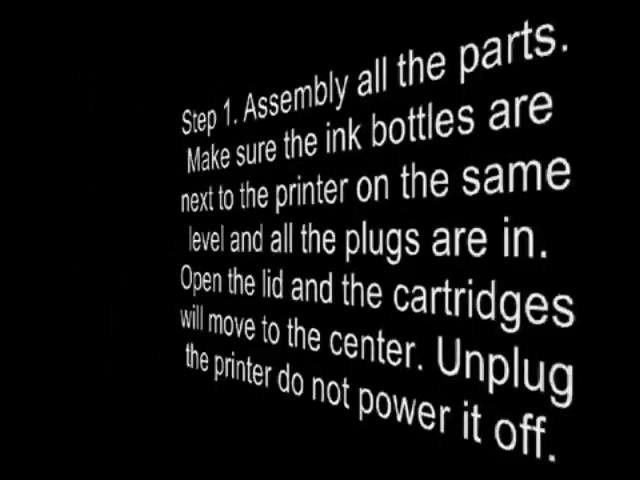 Step 1. Assembly all the parts.
Make sure the ink bottles are
next to the printer on the same
level and all the plugs are in.
Open the lid and the cartridges
will move to the center. Unplug
the printer do not power it off.